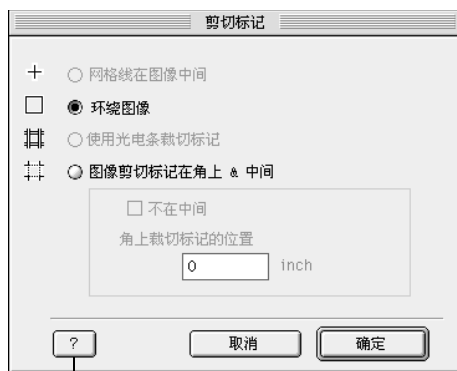 剪切标记
网格线在图像中间
环绕图像
使用光电条裁切标记
图像剪切标记在角上 & 中间
不在中间
角上裁切标记的位置
0 inch
? 取消 确定